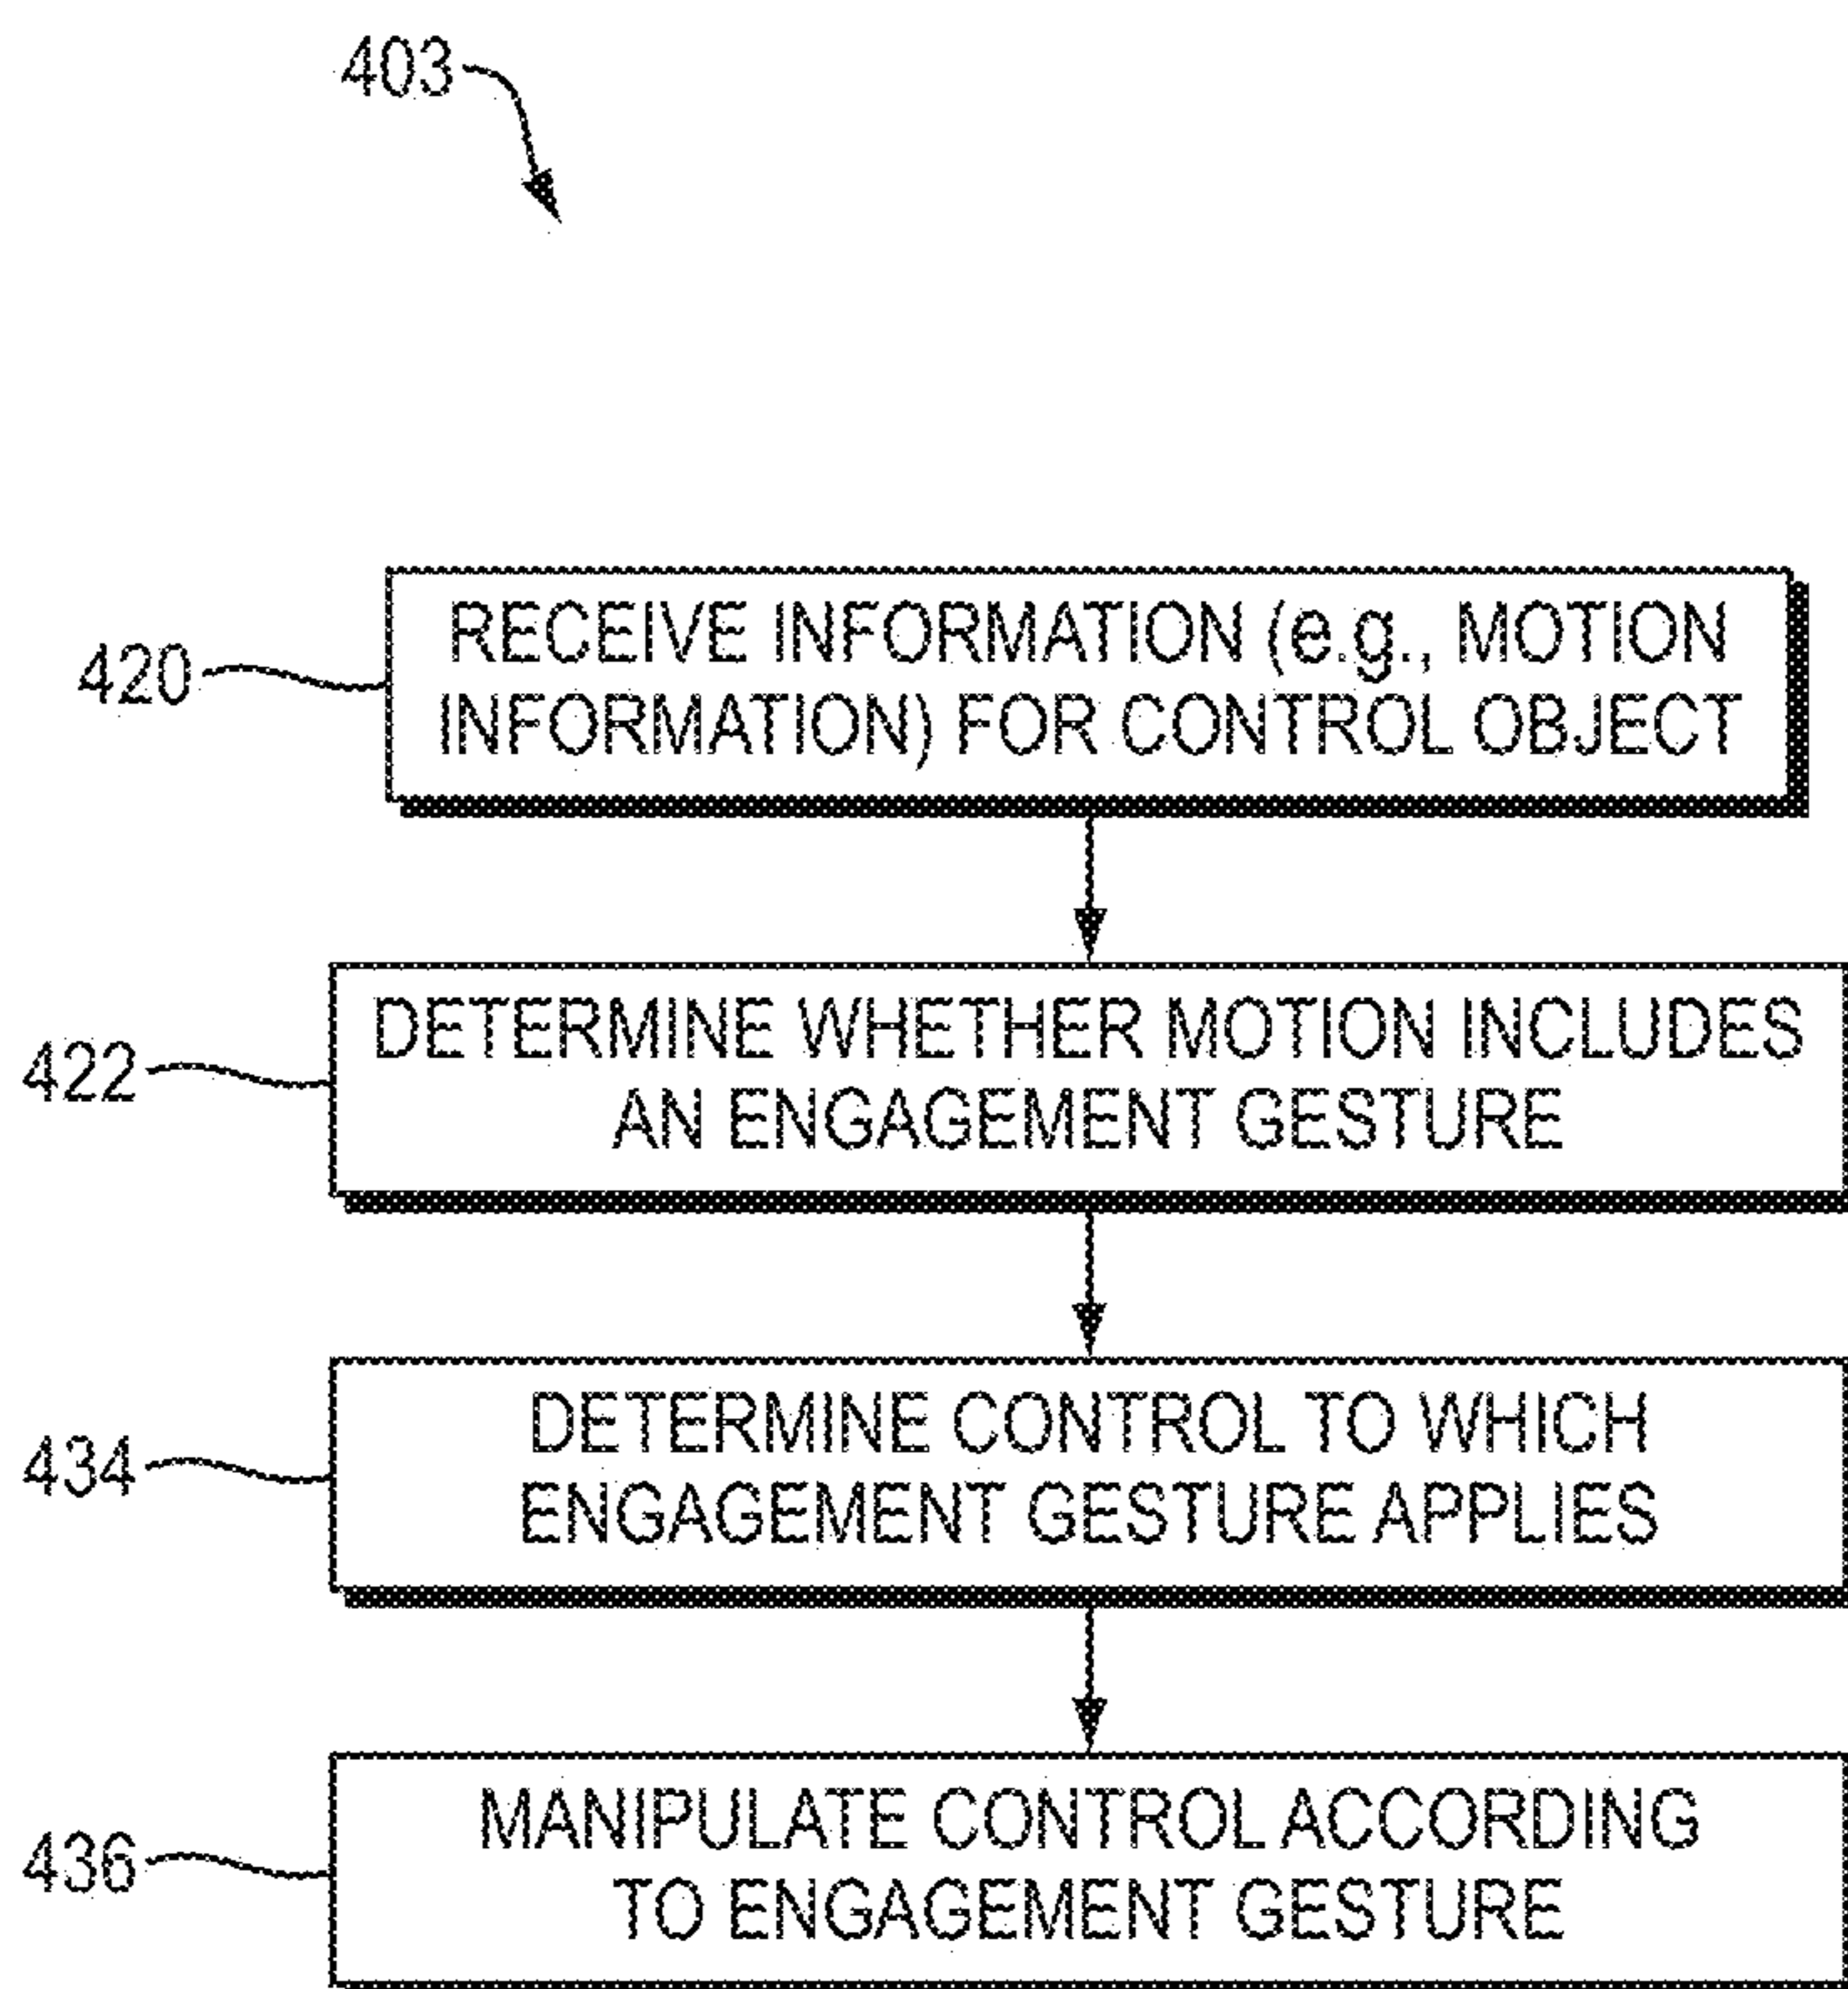 403
420
RECEIVE INFORMATION (e.g., MOTION
INFORMATION) FOR CONTROL OBJECT
422
DETERMINE WHETHER MOTION INCLUDES
AN ENGAGEMENT GESTURE
434
DETERMINE CONTROL TO WHICH
ENGAGEMENT GESTURE APPLIES
436
MANIPULATE CONTROL ACCORDING
TO ENGAGEMENT GESTURE